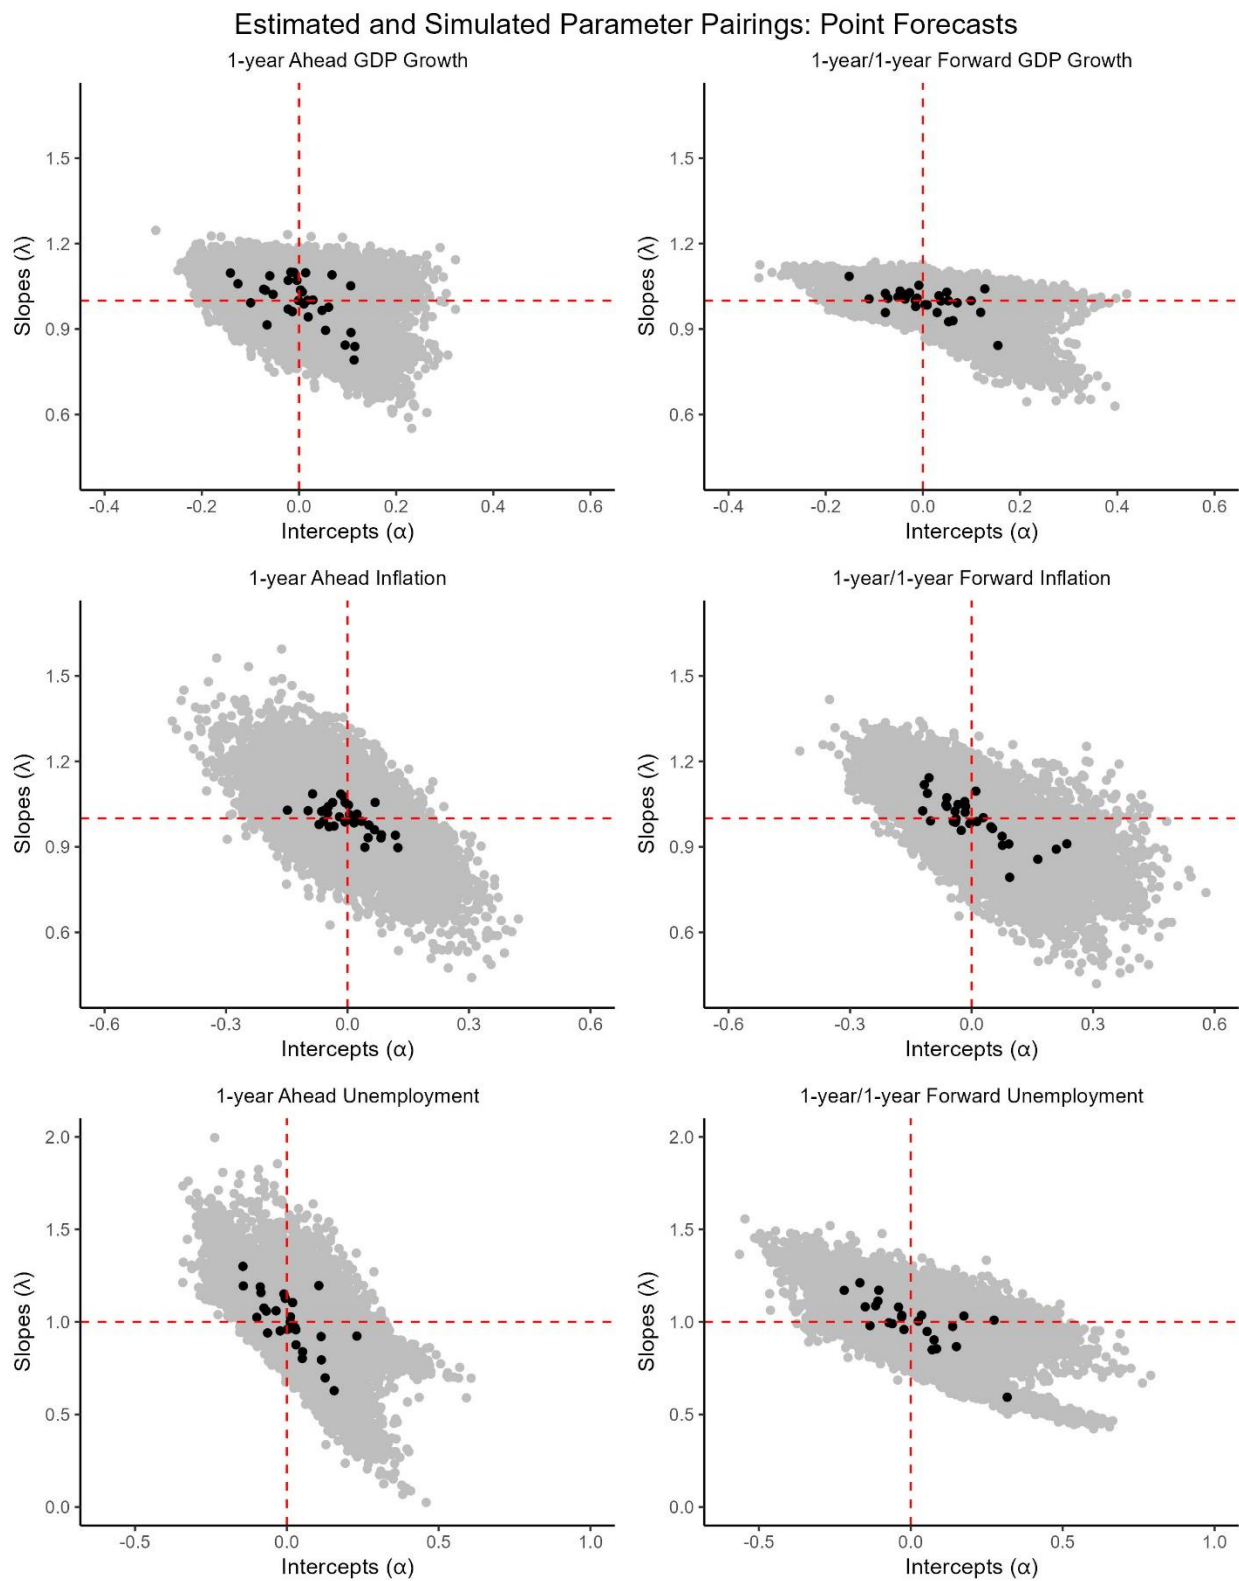 Estimated and Simulated Parameter Pairings: Point Forecasts
1-year Ahead GDP Growth
1.5
1.2
0.9
0.6
Slopes (λ)
-0.4 -0.2 0.0 0.2 0.4 0.6
Intercepts (α)
1-year/1-year Forward GDP Growth
1.5
1.2
0.9
0.6
Slopes (λ)
-0.4 -0.2 0.0 0.2 0.4 0.6
Intercepts (α)
1-year Ahead Inflation
1.5
1.2
0.9
0.6
Slopes (λ)
-0.6 -0.3 0.0 0.3 0.6
Intercepts (α)
1-year/1-year Forward Inflation
1.5
1.2
0.9
0.6
Slopes (λ)
-0.6 -0.3 0.0 0.3 0.6
Intercepts (α)
1-year Ahead Unemployment
2.0
1.5
1.0
0.5
0.0
Slopes (λ)
-0.5 0.0 0.5 1.0
Intercepts (α)
1-year/1-year Forward Unemployment
2.0
1.5
1.0
0.5
0.0
Slopes (λ)
-0.5 0.0 0.5 1.0
Intercepts (α)